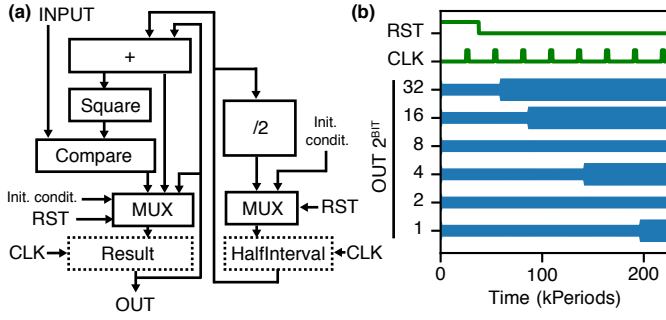 (a)
INPUT
+
Square
Compare
/2
Init.
condit.
Init. condit.
RST
MUX
MUX
RST
CLK
Result
HalfInterval
CLK
OUT
(b)
RST
CLK
OUT 2^BIT
32
16
8
4
2
1
0
100
200
Time (kPeriods)